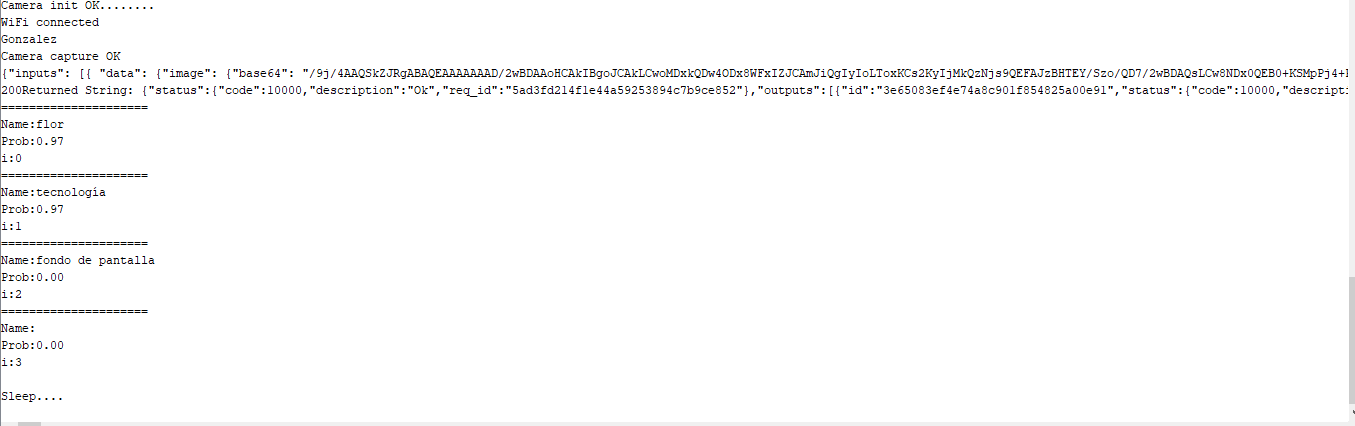 Camera init OK........
WiFi connected
Gonzalez
Camera capture OK
{"inputs": [{ "data": {"image": {"base64": "/9j/4AAQSkZJRgABAQEAAAAAAAD/2wBDAAoHCAkIBgoJCAkLCwoMDxkQDw4ODx8WFxIZJCAmJiQgIyIoLToxKCs2KyIjMkQzNjs9QEFAJzBHTEY/Szo/QD7/2wBDAQsLCw8NDx0QEB0+KSMpPj4+
200Returned String: {"status":{"code":10000,"description":"Ok","req_id":"5ad3fd214f1e44a59253894c7b9ce852"},"outputs":[{"id":"3e65083ef4e74a8c901f854825a00e91","status":{"code":10000,"descripti
=====================
Name:flor
Prob:0.97
i:0
=====================
Name:tecnología
Prob:0.97
i:1
=====================
Name:fondo de pantalla
Prob:0.00
i:2
=====================
Name:
Prob:0.00
i:3
Sleep....